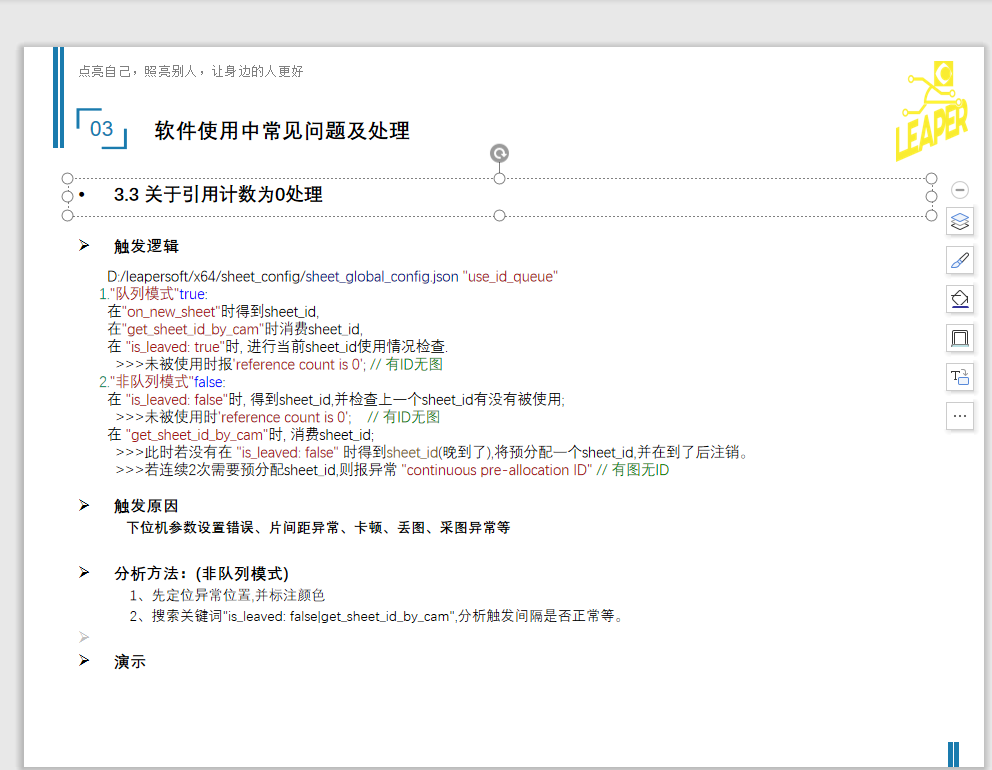 点亮自己，照亮别人，让身边的人更好
LEAPER
03
软件使用中常见问题及处理
• 3.3 关于引用计数为0处理
➢ 触发逻辑
D:/leapersoft/x64/sheet_config/sheet_global_config.json "use_id_queue"
1."队列模式"true:
在"on_new_sheet"时得到sheet_id,
在"get_sheet_id_by_cam"时消费sheet_id,
在 "is_leaved: true"时, 进行当前sheet_id使用情况检查.
>>>未被使用时报'reference count is 0'; // 有ID无图
2."非队列模式"false:
在 "is_leaved: false"时, 得到sheet_id,并检查上一个sheet_id有没有被使用;
>>>未被使用时'reference count is 0'; // 有ID无图
在 "get_sheet_id_by_cam"时, 消费sheet_id;
>>>此时若没有在 "is_leaved: false" 时得到sheet_id(晚到了),将预分配一个sheet_id,并在到了后注销。
>>>若连续2次需要预分配sheet_id,则报异常 "continuous pre-allocation ID" // 有图无ID
➢ 触发原因
下位机参数设置错误、片间距异常、卡顿、丢图、采图异常等
➢ 分析方法：(非队列模式)
1、先定位异常位置,并标注颜色
2、搜索关键词"is_leaved: false|get_sheet_id_by_cam",分析触发间隔是否正常等。
➢
➢ 演示